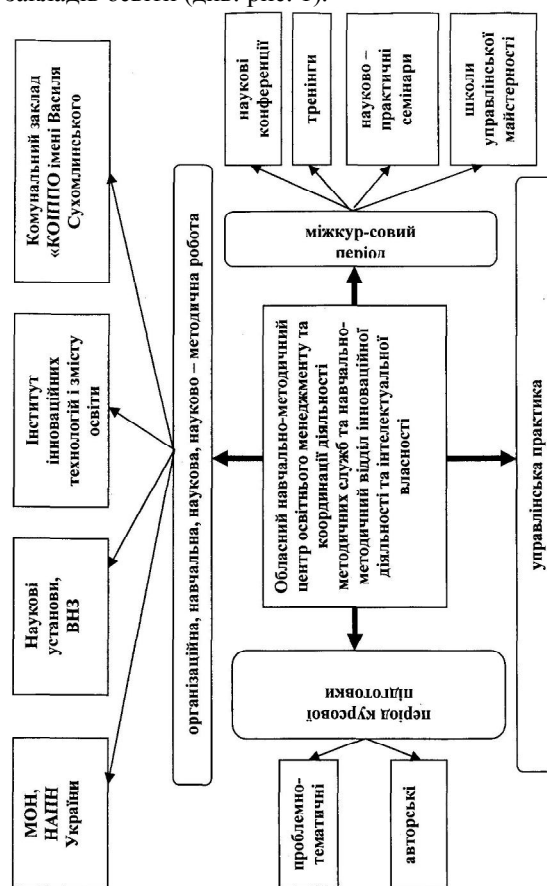 закладів освіти (див. рис. 1).
МОН,
НАПН
України
Наукові
установи,
ВНЗ
Інститут
інноваційних
технологій і змісту
освіти
Комунальний заклад
«КОІППО імені Василя
Сухомлинського
організаційна, навчальна, наукова, науково – методична робота
проблемно-
тематичні
авторські
період курсової
підготовки
Обласний навчально-методичний
центр освітнього менеджменту та
координації діяльності
методичних служб та навчально-
методичний відділ інноваційної
діяльності та інтелектуальної
власності
міжкур-совий
період
наукові
конференції
тренінги
науково –
практичні
семінари
школи
управлінської
майстерності
управлінська практика